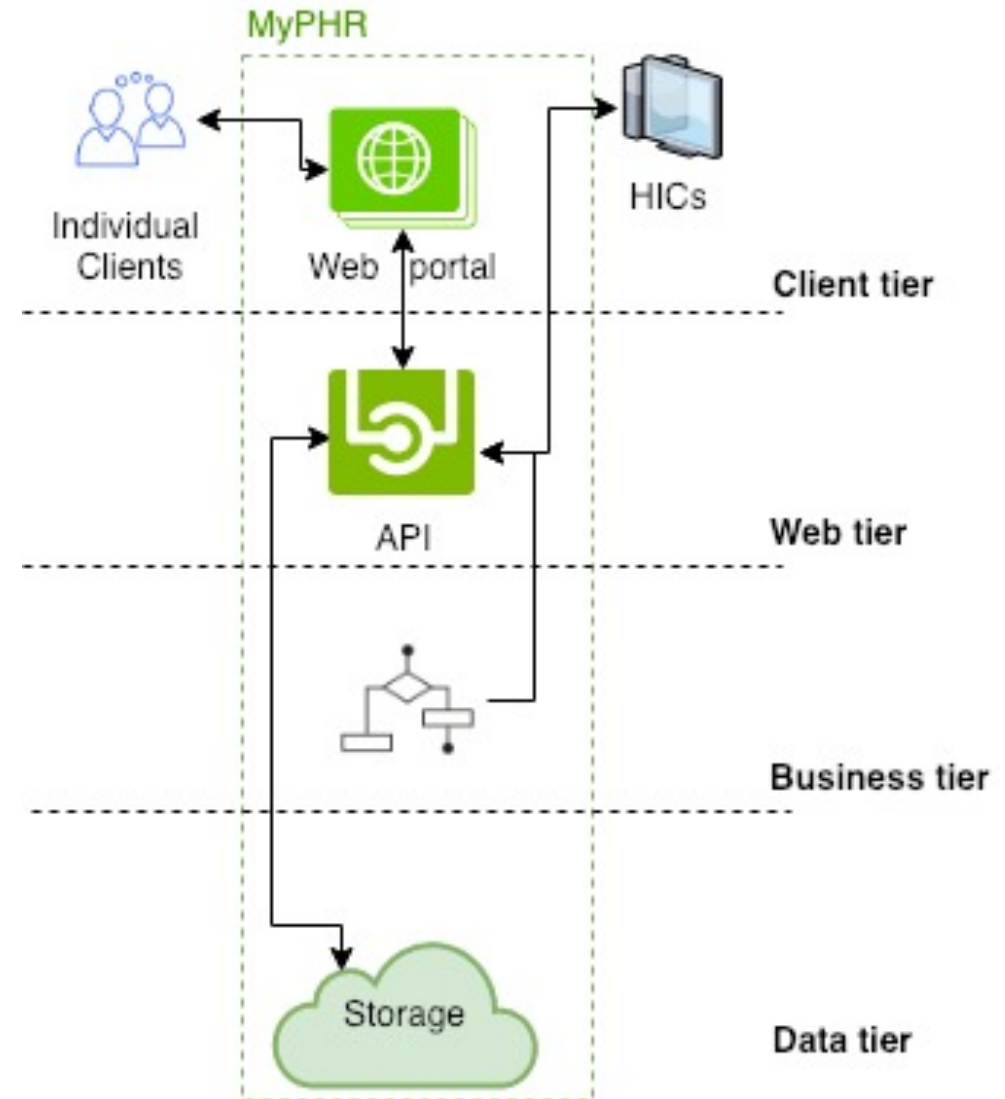 MyPHR
Individual
Clients
Web portal
HICs
Client tier
API
Web tier
Business tier
Storage
Data tier